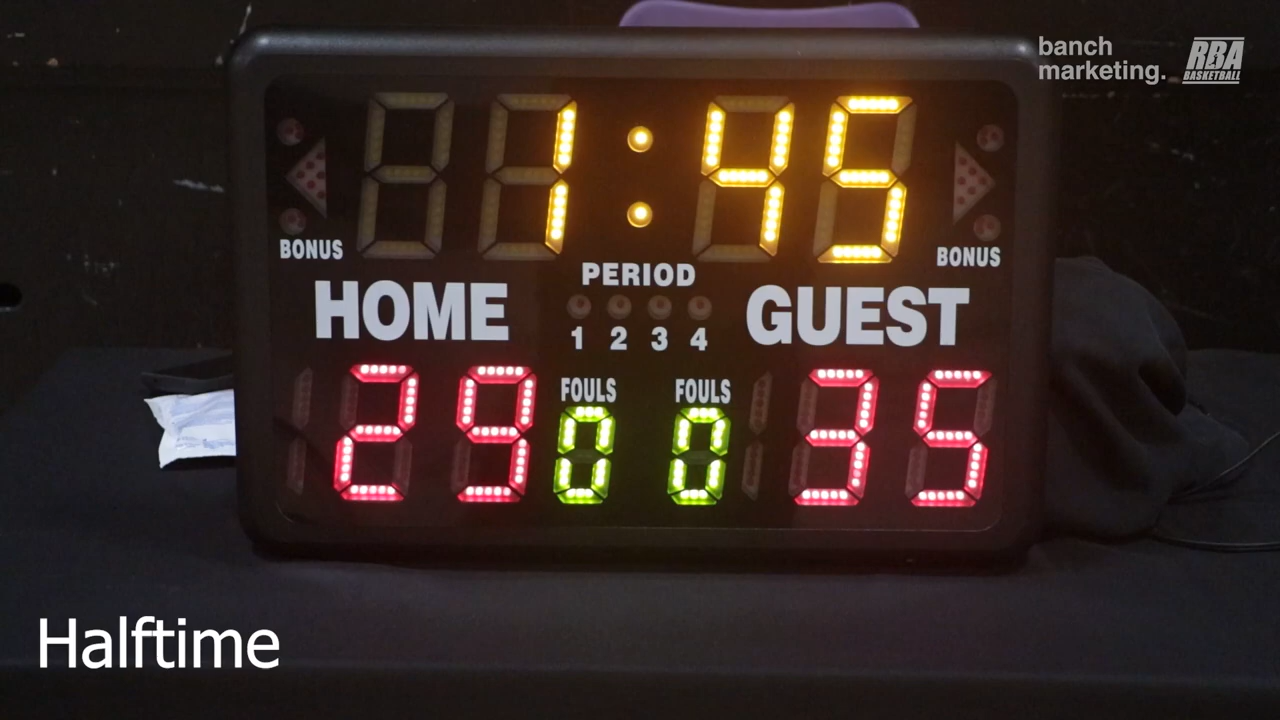 banch
marketing.
RBA
BASKETBALL
1:45
BONUS
BONUS
PERIOD
HOME
GUEST
1 2 3 4
FOULS
FOULS
29
0
0
35
Halftime